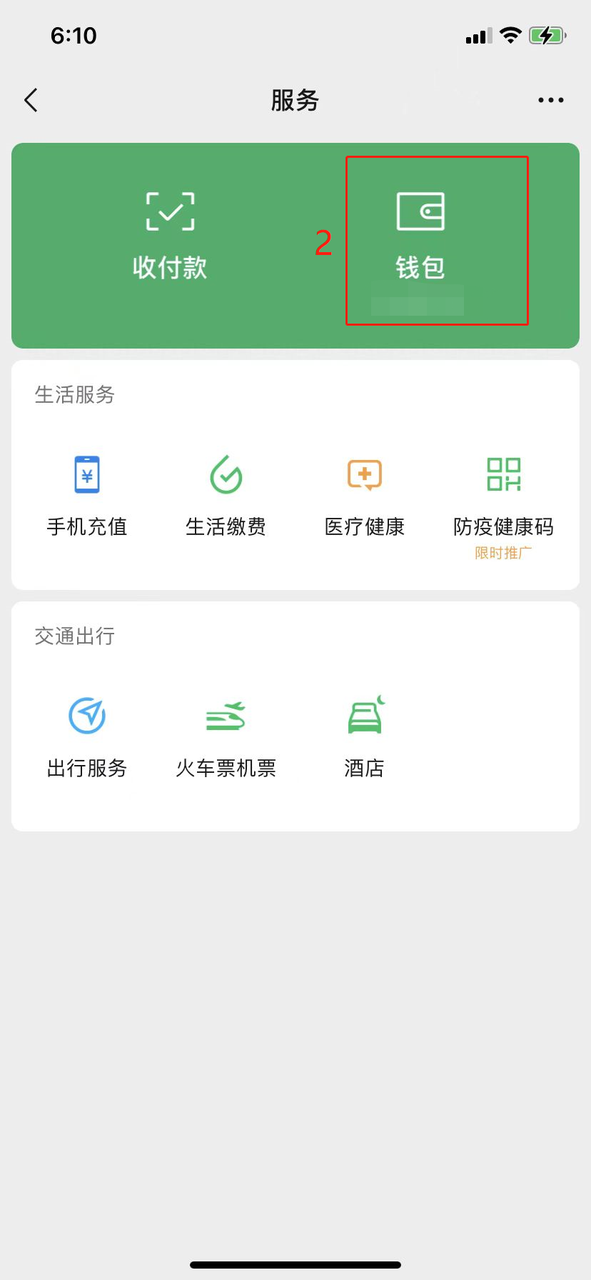 6:10
服务
收付款
2
钱包
生活服务
手机充值
生活缴费
医疗健康
防疫健康码
限时推广
交通出行
出行服务
火车票机票
酒店